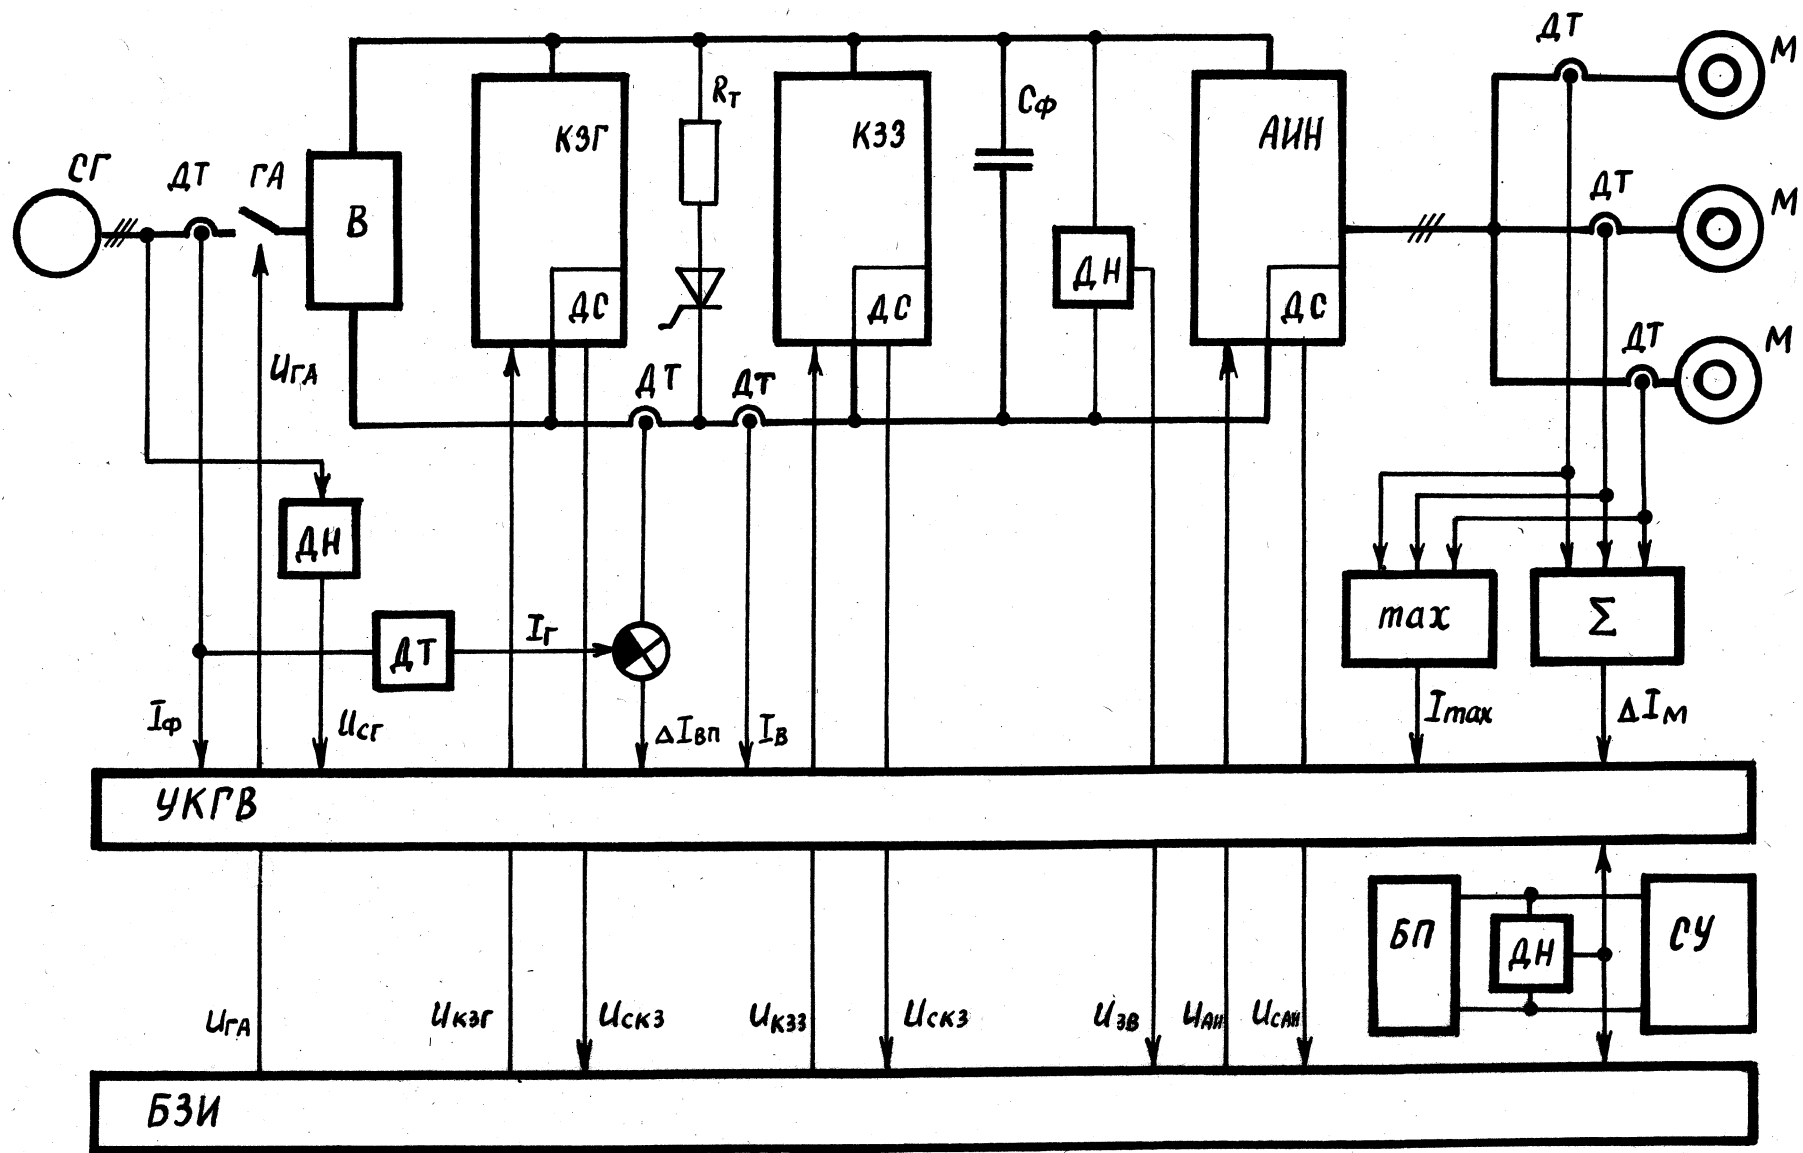 ДТ
М
Rт
Сф
КЗГ
КЗЗ
АИН
СГ
ДТ
ГА
ДТ
М
В
ДН
ДС
ДС
ДС
ДТ
М
UГА
ДТ
ДТ
ДН
max
Σ
IГ
ДТ
Iф
UСГ
ΔIВП
IВ
Imax
ΔIМ
УКГВ
БП
ДН
СУ
UГА
UКЗГ
UСКЗ
UКЗЗ
UСКЗ
UЗВ
UАИ
UСАИ
БЗИ